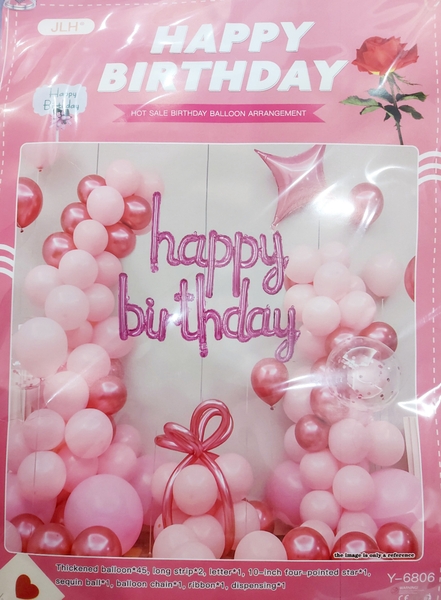 JLH®
HAPPY
BIRTHDAY
Happy
Birthday
HOT SALE BIRTHDAY BALLOON ARRANGEMENT
happy
birthday
the image is only a reference
Thickened balloon*45, long strip*2, letter*1, 10-inch four-pointed star*1,
sequin ball*1, balloon chain*1, ribbon*1, dispensing*1
Y-6806